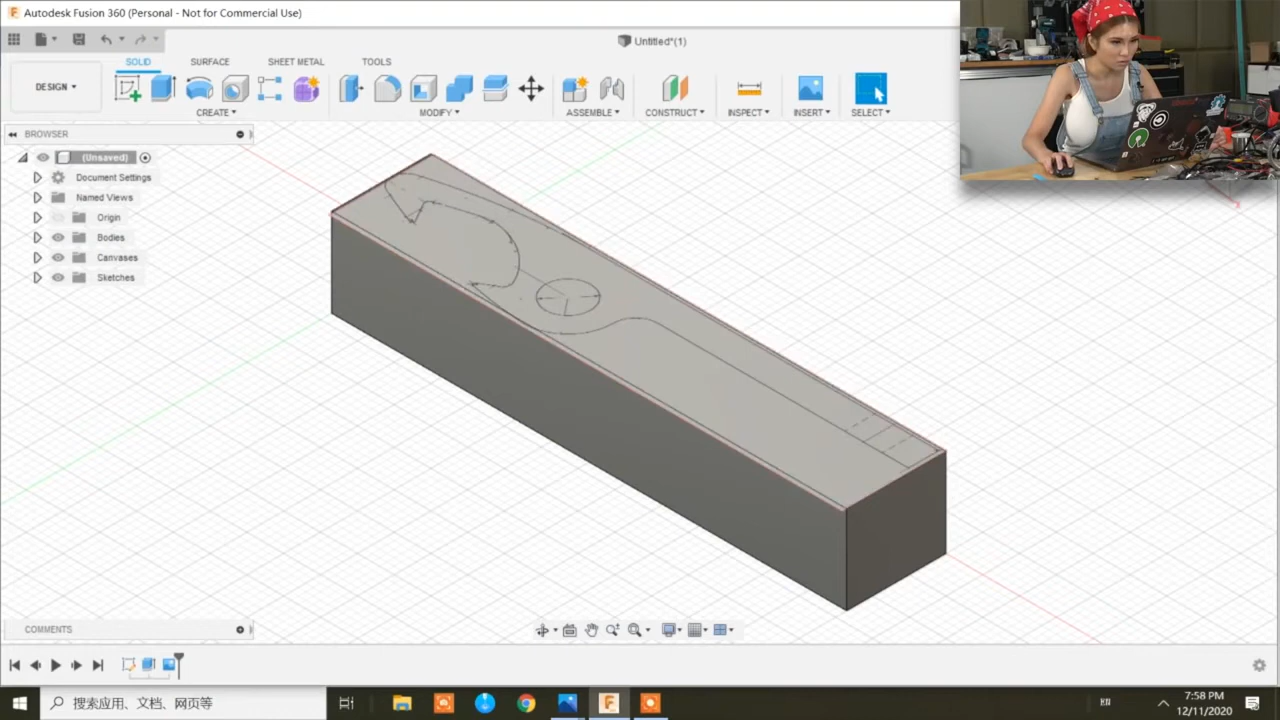 Autodesk Fusion 360 (Personal - Not for Commercial Use)
Untitled*(1)
SOLID SURFACE SHEET METAL TOOLS
DESIGN
CREATE MODIFY ASSEMBLE CONSTRUCT INSPECT INSERT SELECT
BROWSER
(Unsaved)
Document Settings
Named Views
Origin
Bodies
Canvases
Sketches
COMMENTS
搜索应用、文档、网页等
7:58 PM
12/11/2020